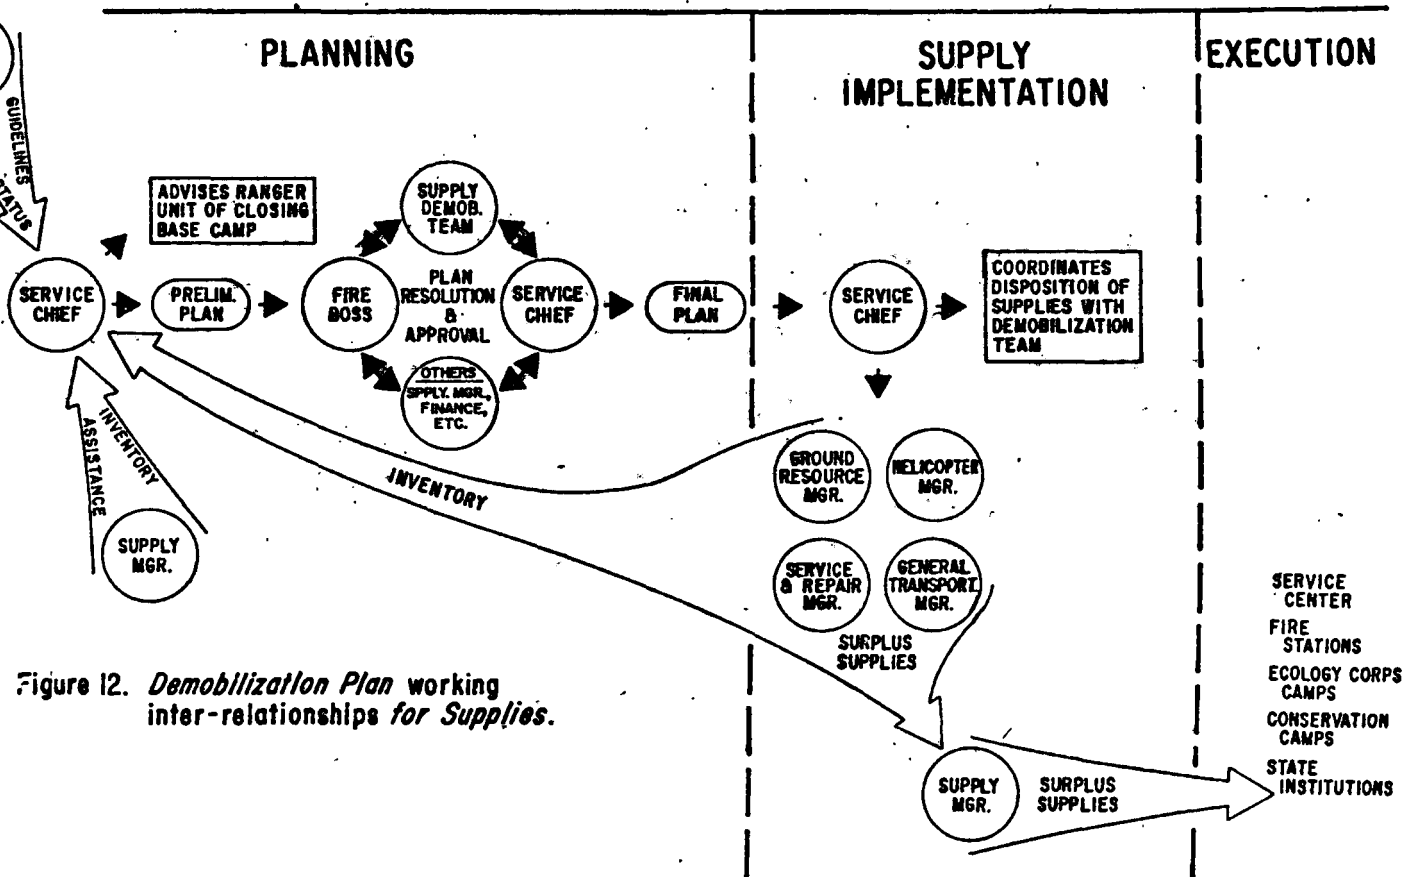 PLANNING
SUPPLY
IMPLEMENTATION
EXECUTION
GUIDELINES
STATUS
ADVISES RANGER
UNIT OF CLOSING
BASE CAMP
SERVICE
CHIEF
PRELIM.
PLAN
FIRE
BOSS
SUPPLY
DEMOB.
TEAM
PLAN
RESOLUTION
&
APPROVAL
OTHERS
SPPLY. MGR.,
FINANCE,
ETC.
SERVICE
CHIEF
FINAL
PLAN
SERVICE
CHIEF
COORDINATES
DISPOSITION OF
SUPPLIES WITH
DEMOBILIZATION
TEAM
INVENTORY
ASSISTANCE
SUPPLY
MGR.
INVENTORY
GROUND
RESOURCE
MGR.
HELICOPTER
MGR.
SERVICE
& REPAIR
MGR.
GENERAL
TRANSPORT.
MGR.
SURPLUS
SUPPLIES
SUPPLY
MGR.
SURPLUS
SUPPLIES
SERVICE
CENTER
FIRE
STATIONS
ECOLOGY CORPS
CAMPS
CONSERVATION
CAMPS
STATE
INSTITUTIONS
Figure 12. Demobilization Plan working
inter-relationships for Supplies.